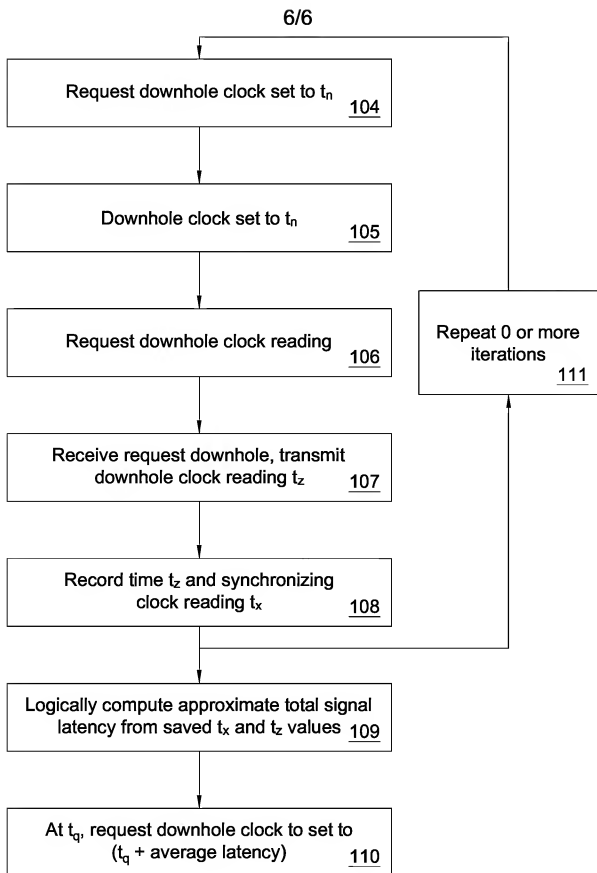 6/6
Request downhole clock set to tn
104
Downhole clock set to tn
105
Request downhole clock reading
106
Repeat 0 or more
iterations
111
Receive request downhole, transmit
downhole clock reading tz
107
Record time tz and synchronizing
clock reading tx
108
Logically compute approximate total signal
latency from saved tx and tz values
109
At tq, request downhole clock to set to
(tq + average latency)
110